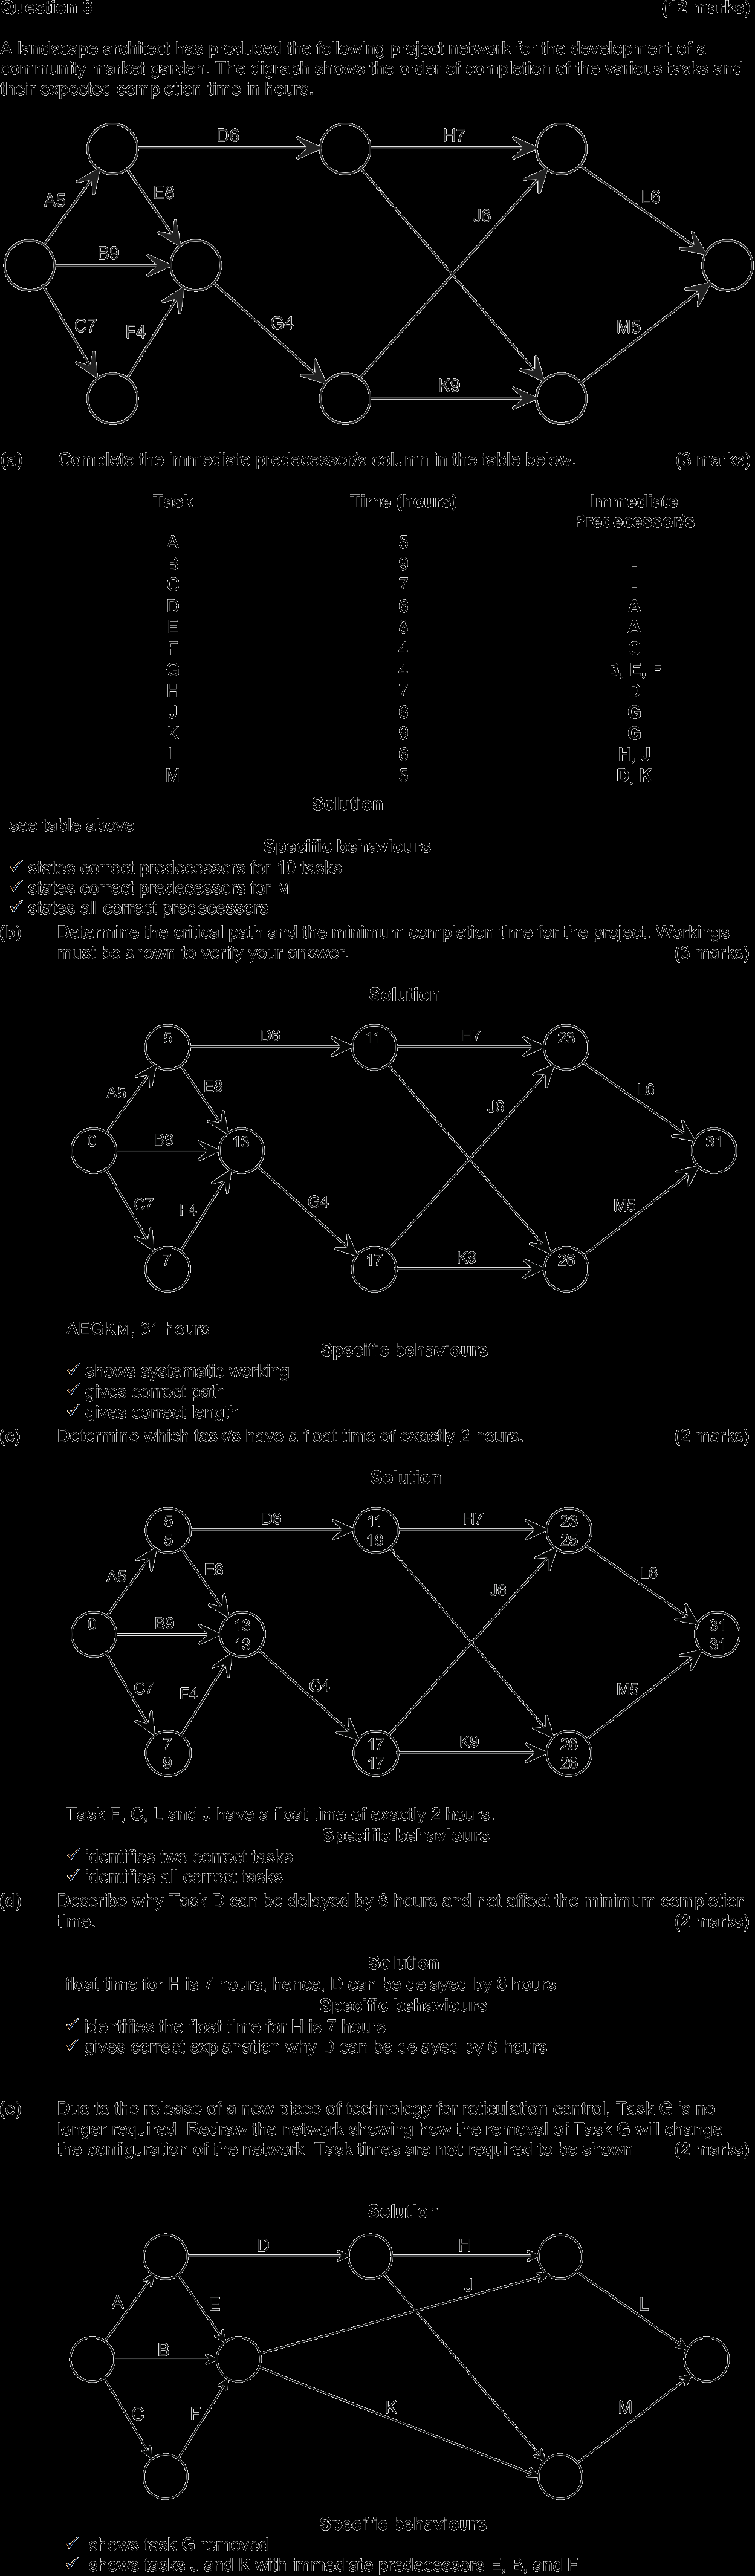 Question 6 (12 marks)
A landscape architect has produced the following project network for the development of a
community market garden. The digraph shows the order of completion of the various tasks and
their expected completion time in hours.
D6 H7
A5 E8 J6 L6
B9
C7 F4 G4 M5
K9
(a) Complete the immediate predecessor/s column in the table below. (3 marks)
Task Time (hours) Immediate
Predecessor/s
A 5 -
B 9 -
C 7 -
D 6 A
E 8 A
F 4 C
G 4 B, E, F
H 7 D
J 6 G
K 9 G
L 6 H, J
M 5 D, K
Solution
see table above
Specific behaviours
✓ states correct predecessors for 10 tasks
✓ states correct predecessors for M
✓ states all correct predecessors
(b) Determine the critical path and the minimum completion time for the project. Workings
must be shown to verify your answer. (3 marks)
Solution
5 D6 11 H7 23
A5 E8 J6 L6
0 B9 13 31
C7 F4 G4 M5
7 17 K9 26
AEGKM, 31 hours
Specific behaviours
✓ shows systematic working
✓ gives correct path
✓ gives correct length
(c) Determine which task/s have a float time of exactly 2 hours. (2 marks)
Solution
5 D6 11 H7 23
5 18 25
A5 E8 J6 L6
0 B9 13 31
13 31
C7 F4 G4 M5
7 17 K9 26
9 17 26
Task F, C, L and J have a float time of exactly 2 hours.
Specific behaviours
✓ identifies two correct tasks
✓ identifies all correct tasks
(d) Describe why Task D can be delayed by 6 hours and not affect the minimum completion
time. (2 marks)
Solution
float time for H is 7 hours, hence, D can be delayed by 6 hours
Specific behaviours
✓ identifies the float time for H is 7 hours
✓ gives correct explanation why D can be delayed by 6 hours
(e) Due to the release of a new piece of technology for reticulation control, Task G is no
longer required. Redraw the network showing how the removal of Task G will change
the configuration of the network. Task times are not required to be shown. (2 marks)
Solution
D H
J
A E L
B
C F K M
Specific behaviours
✓ shows task G removed
✓ shows tasks J and K with immediate predecessors E, B, and F